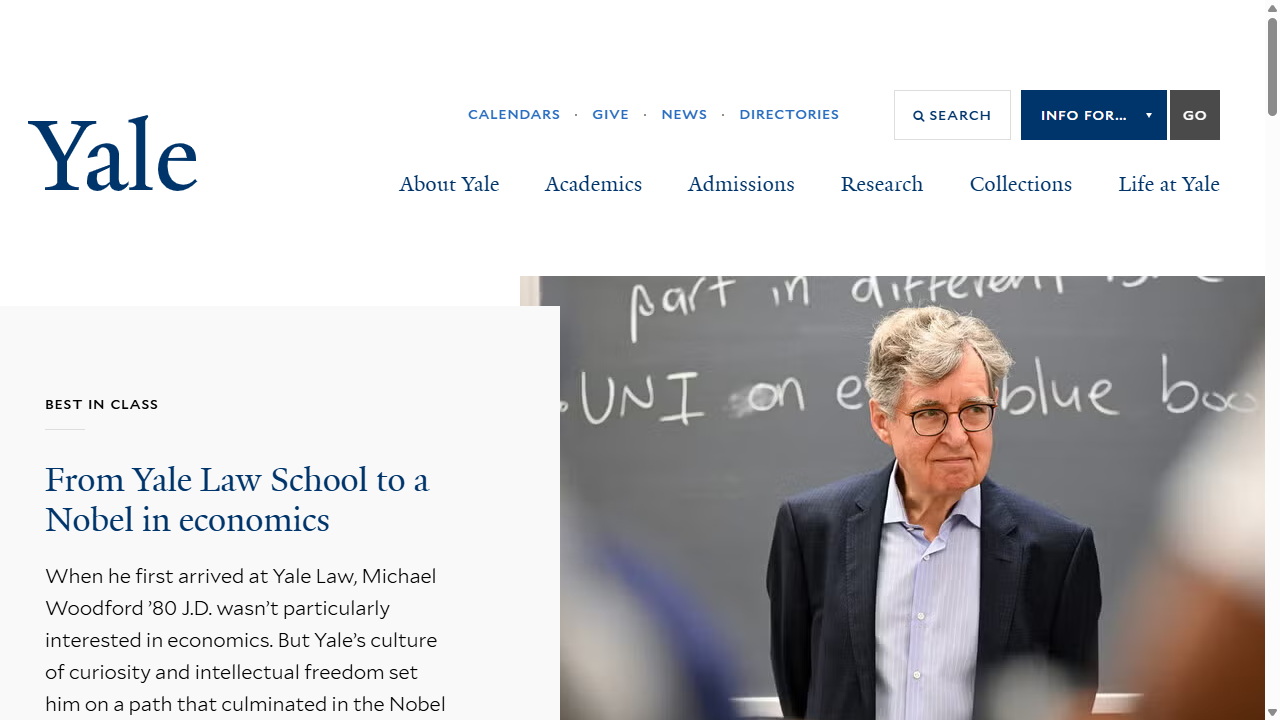 Yale
CALENDARS · GIVE · NEWS · DIRECTORIES
SEARCH
INFO FOR...
GO
About Yale
Academics
Admissions
Research
Collections
Life at Yale
BEST IN CLASS
From Yale Law School to a
Nobel in economics
When he first arrived at Yale Law, Michael
Woodford ’80 J.D. wasn’t particularly
interested in economics. But Yale’s culture
of curiosity and intellectual freedom set
him on a path that culminated in the Nobel
part in different
UNI on
blue